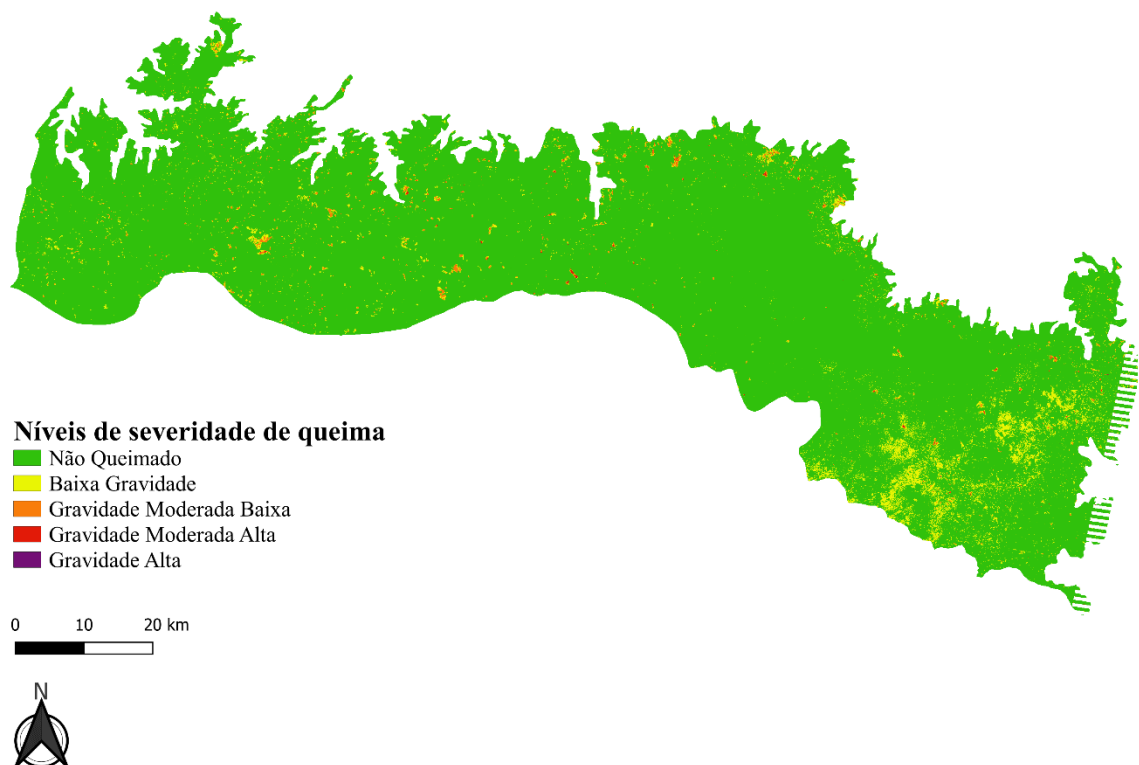 Níveis de severidade de queima
Não Queimado
Baixa Gravidade
Gravidade Moderada Baixa
Gravidade Moderada Alta
Gravidade Alta
0 10 20 km
N